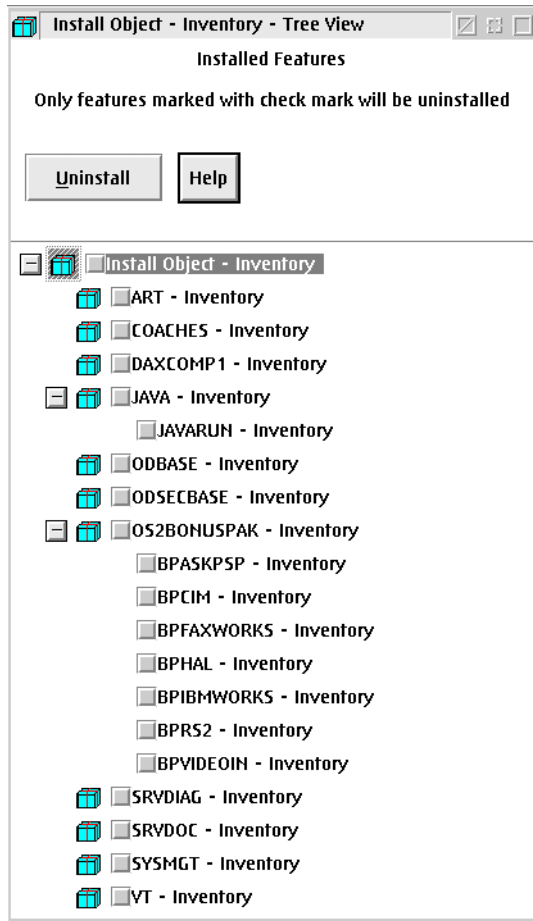 Install Object - Inventory - Tree View
Installed Features
Only features marked with check mark will be uninstalled
Uninstall
Help
Install Object - Inventory
ART - Inventory
COACHES - Inventory
DAXCOMP1 - Inventory
JAVA - Inventory
JAVARUN - Inventory
ODBASE - Inventory
ODSECBASE - Inventory
OS2BONUSPAK - Inventory
BPASKPSP - Inventory
BPCIM - Inventory
BPFAXWORKS - Inventory
BPHAL - Inventory
BPIBMWORKS - Inventory
BPRS2 - Inventory
BPVIDEOIN - Inventory
SRVDIAG - Inventory
SRVDOC - Inventory
SYSMGT - Inventory
VT - Inventory